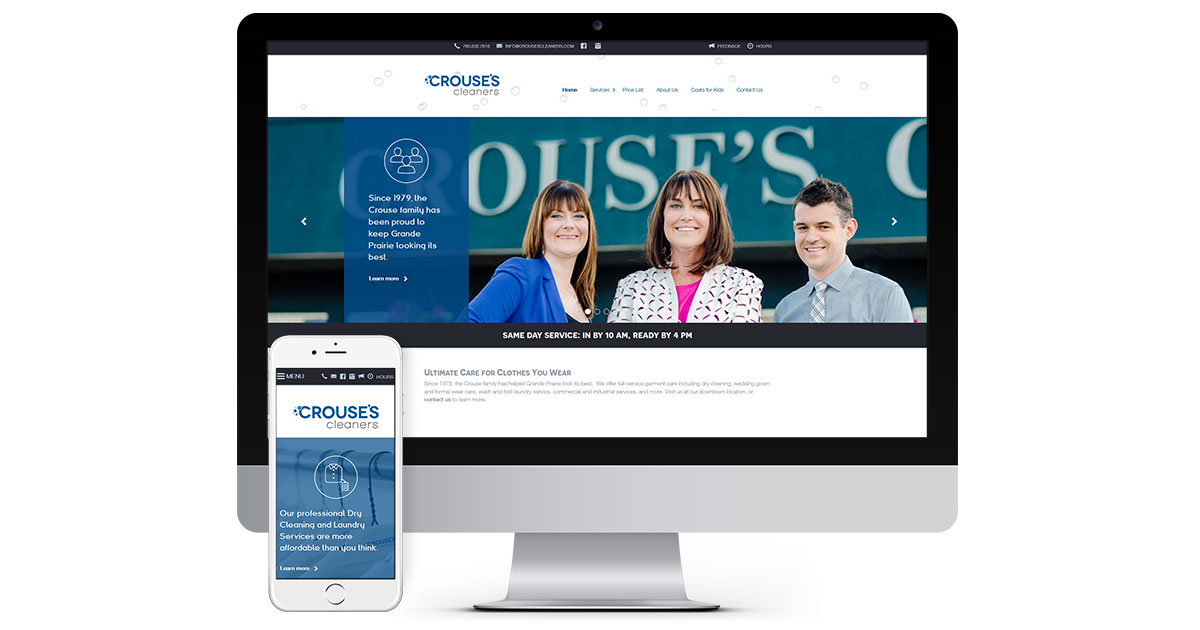 780.532.7910 INFO@CROUSESCLEANERS.COM FEEDBACK HOURS
CROUSE'S
cleaners
Home Services Price List About Us Coats for Kids Contact Us
CROUSE'S C
Since 1979, the
Crouse family has
been proud to
keep Grande
Prairie looking its
best.
Learn more
SAME DAY SERVICE: IN BY 10 AM, READY BY 4 PM
ULTIMATE CARE FOR CLOTHES YOU WEAR
Since 1979, the Crouse family has helped Grande Prairie look its best. We offer full-service garment care including dry cleaning, wedding gown
and formal wear care, wash and fold laundry service, commercial and industrial services, and more. Visit us at our downtown location, or
contact us to learn more.
MENU HOURS
CROUSE'S
cleaners
Our professional Dry
Cleaning and Laundry
Services are more
affordable than you think.
Learn more